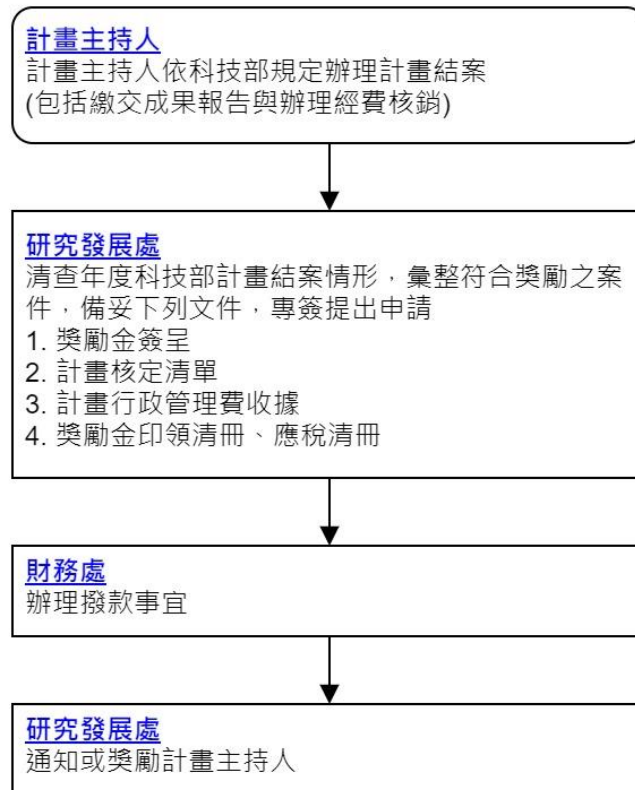 計畫主持人
計畫主持人依科技部規定辦理計畫結案
(包括繳交成果報告與辦理經費核銷)
研究發展處
清查年度科技部計畫結案情形，彙整符合獎勵之案
件，備妥下列文件，專簽提出申請
1. 獎勵金簽呈
2. 計畫核定清單
3. 計畫行政管理費收據
4. 獎勵金印領清冊、應稅清冊
財務處
辦理撥款事宜
研究發展處
通知或獎勵計畫主持人